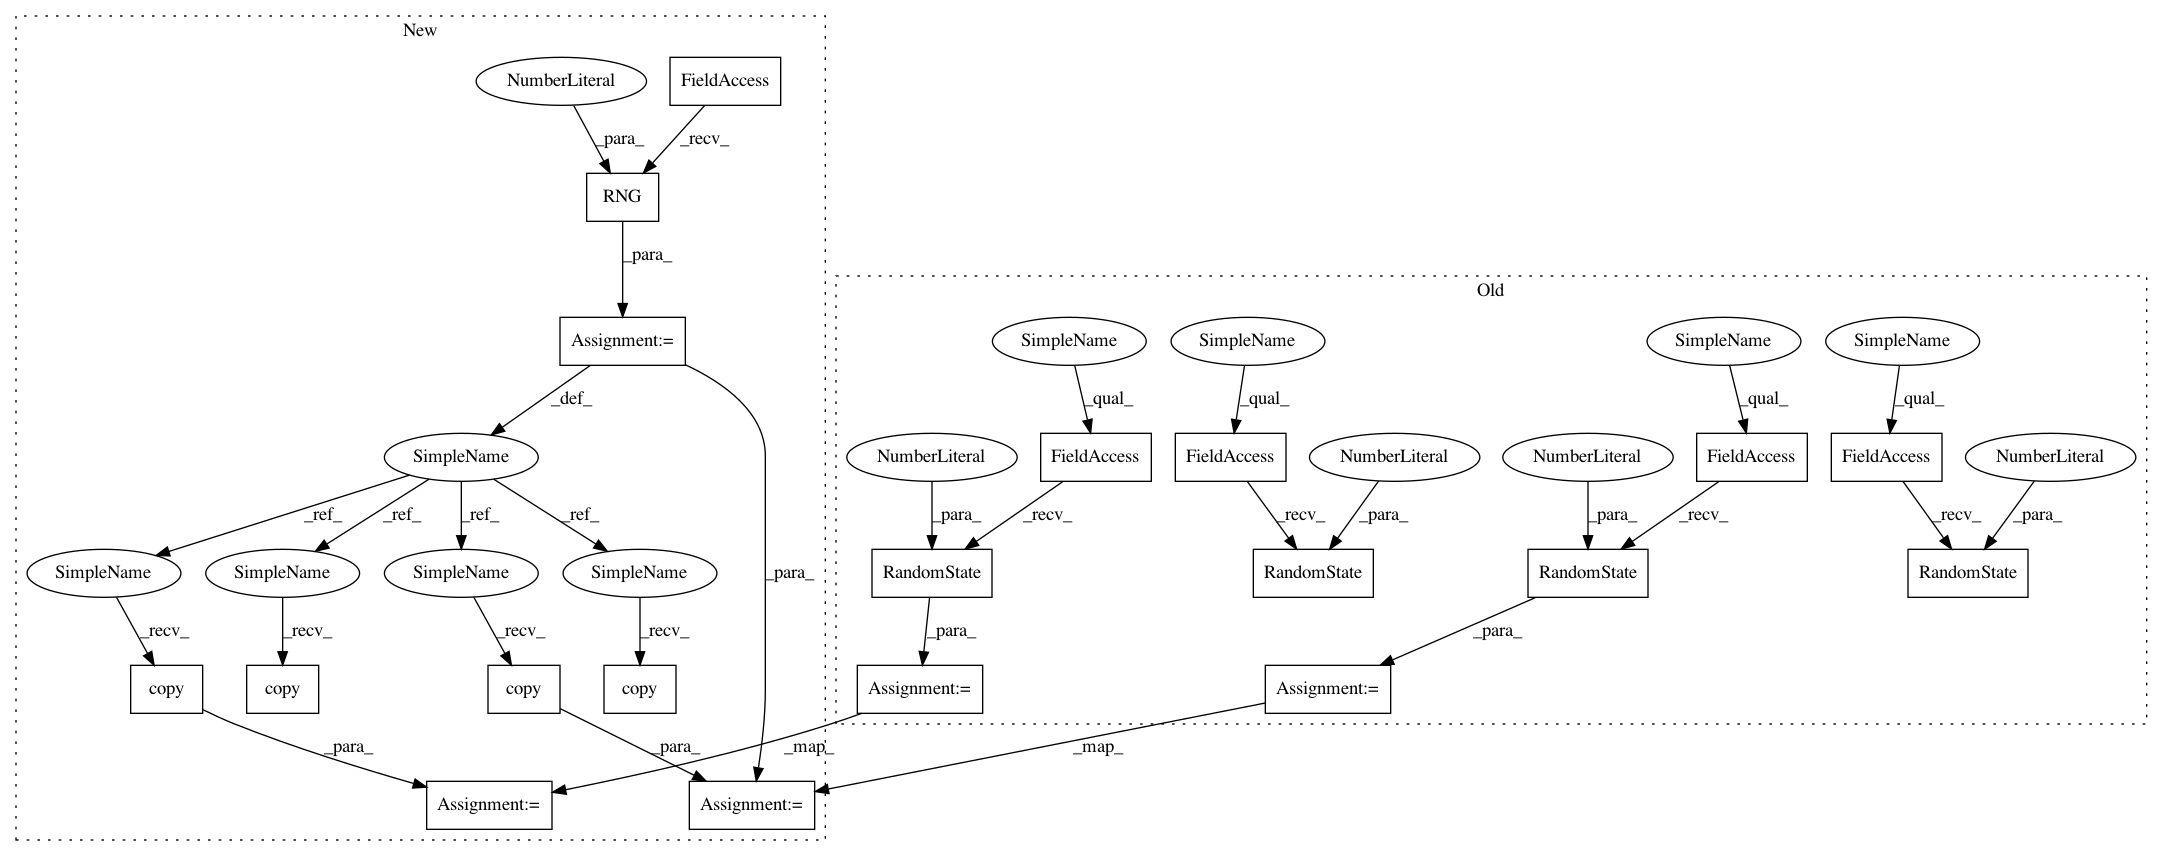 New
NumberLiteral
FieldAccess
_para_
_recv_
RNG
_para_
Assignment:=
_def_
SimpleName
_ref_
_ref_
_ref_
_ref_
_para_
SimpleName
SimpleName
SimpleName
SimpleName
_recv_
_recv_
_recv_
_recv_
copy
copy
copy
copy
_para_
_para_
Assignment:=
Assignment:=
Old
SimpleName
SimpleName
SimpleName
SimpleName
_qual_
_qual_
_qual_
_qual_
NumberLiteral
FieldAccess
FieldAccess
NumberLiteral
NumberLiteral
FieldAccess
FieldAccess
NumberLiteral
_para_
_recv_
_recv_
_para_
_para_
_recv_
_recv_
_para_
RandomState
RandomState
RandomState
RandomState
_para_
_para_
Assignment:=
Assignment:=
_map_
_map_